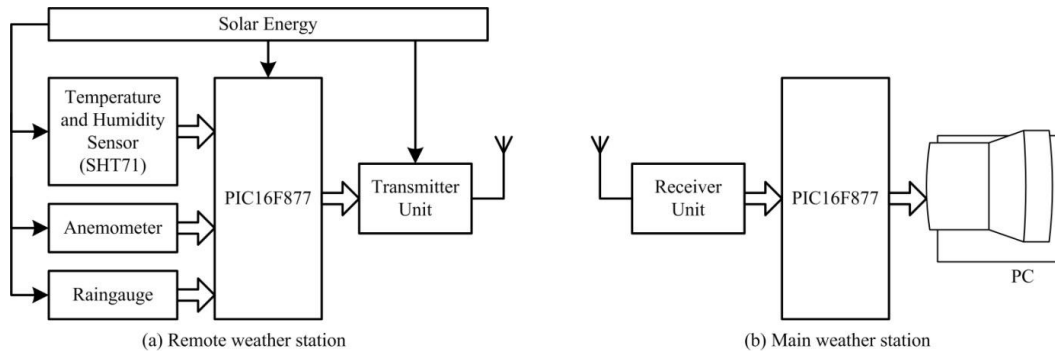 Solar Energy
Temperature
and Humidity
Sensor
(SHT71)
Anemometer
Raingauge
PIC16F877
Transmitter
Unit
(a) Remote weather station
Receiver
Unit
PIC16F877
PC
(b) Main weather station